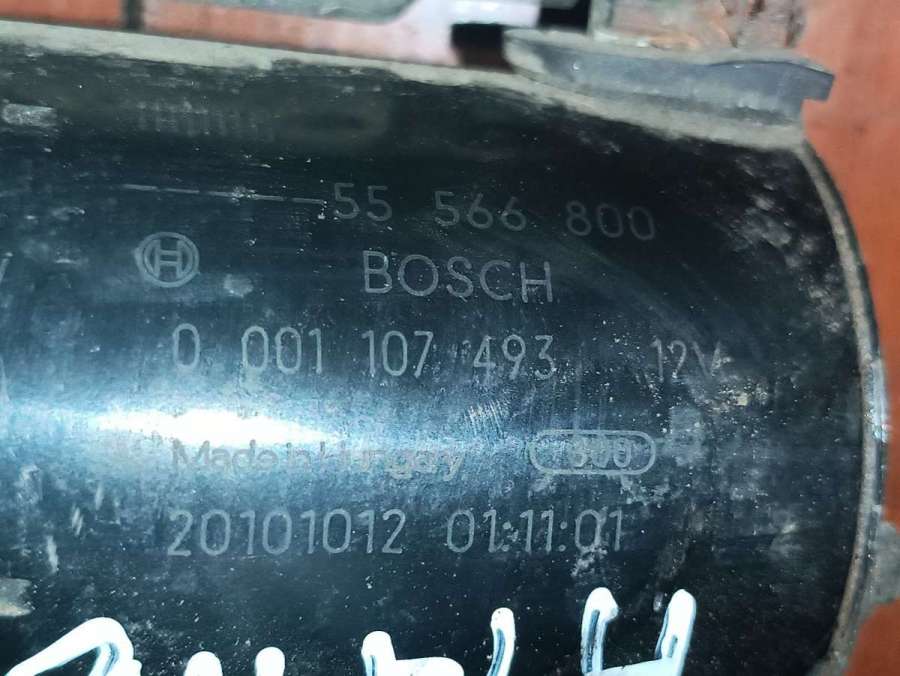 55 566 800
BOSCH
0 001 107 493 12V
Made in Hungary 800
20101012 01:11:01